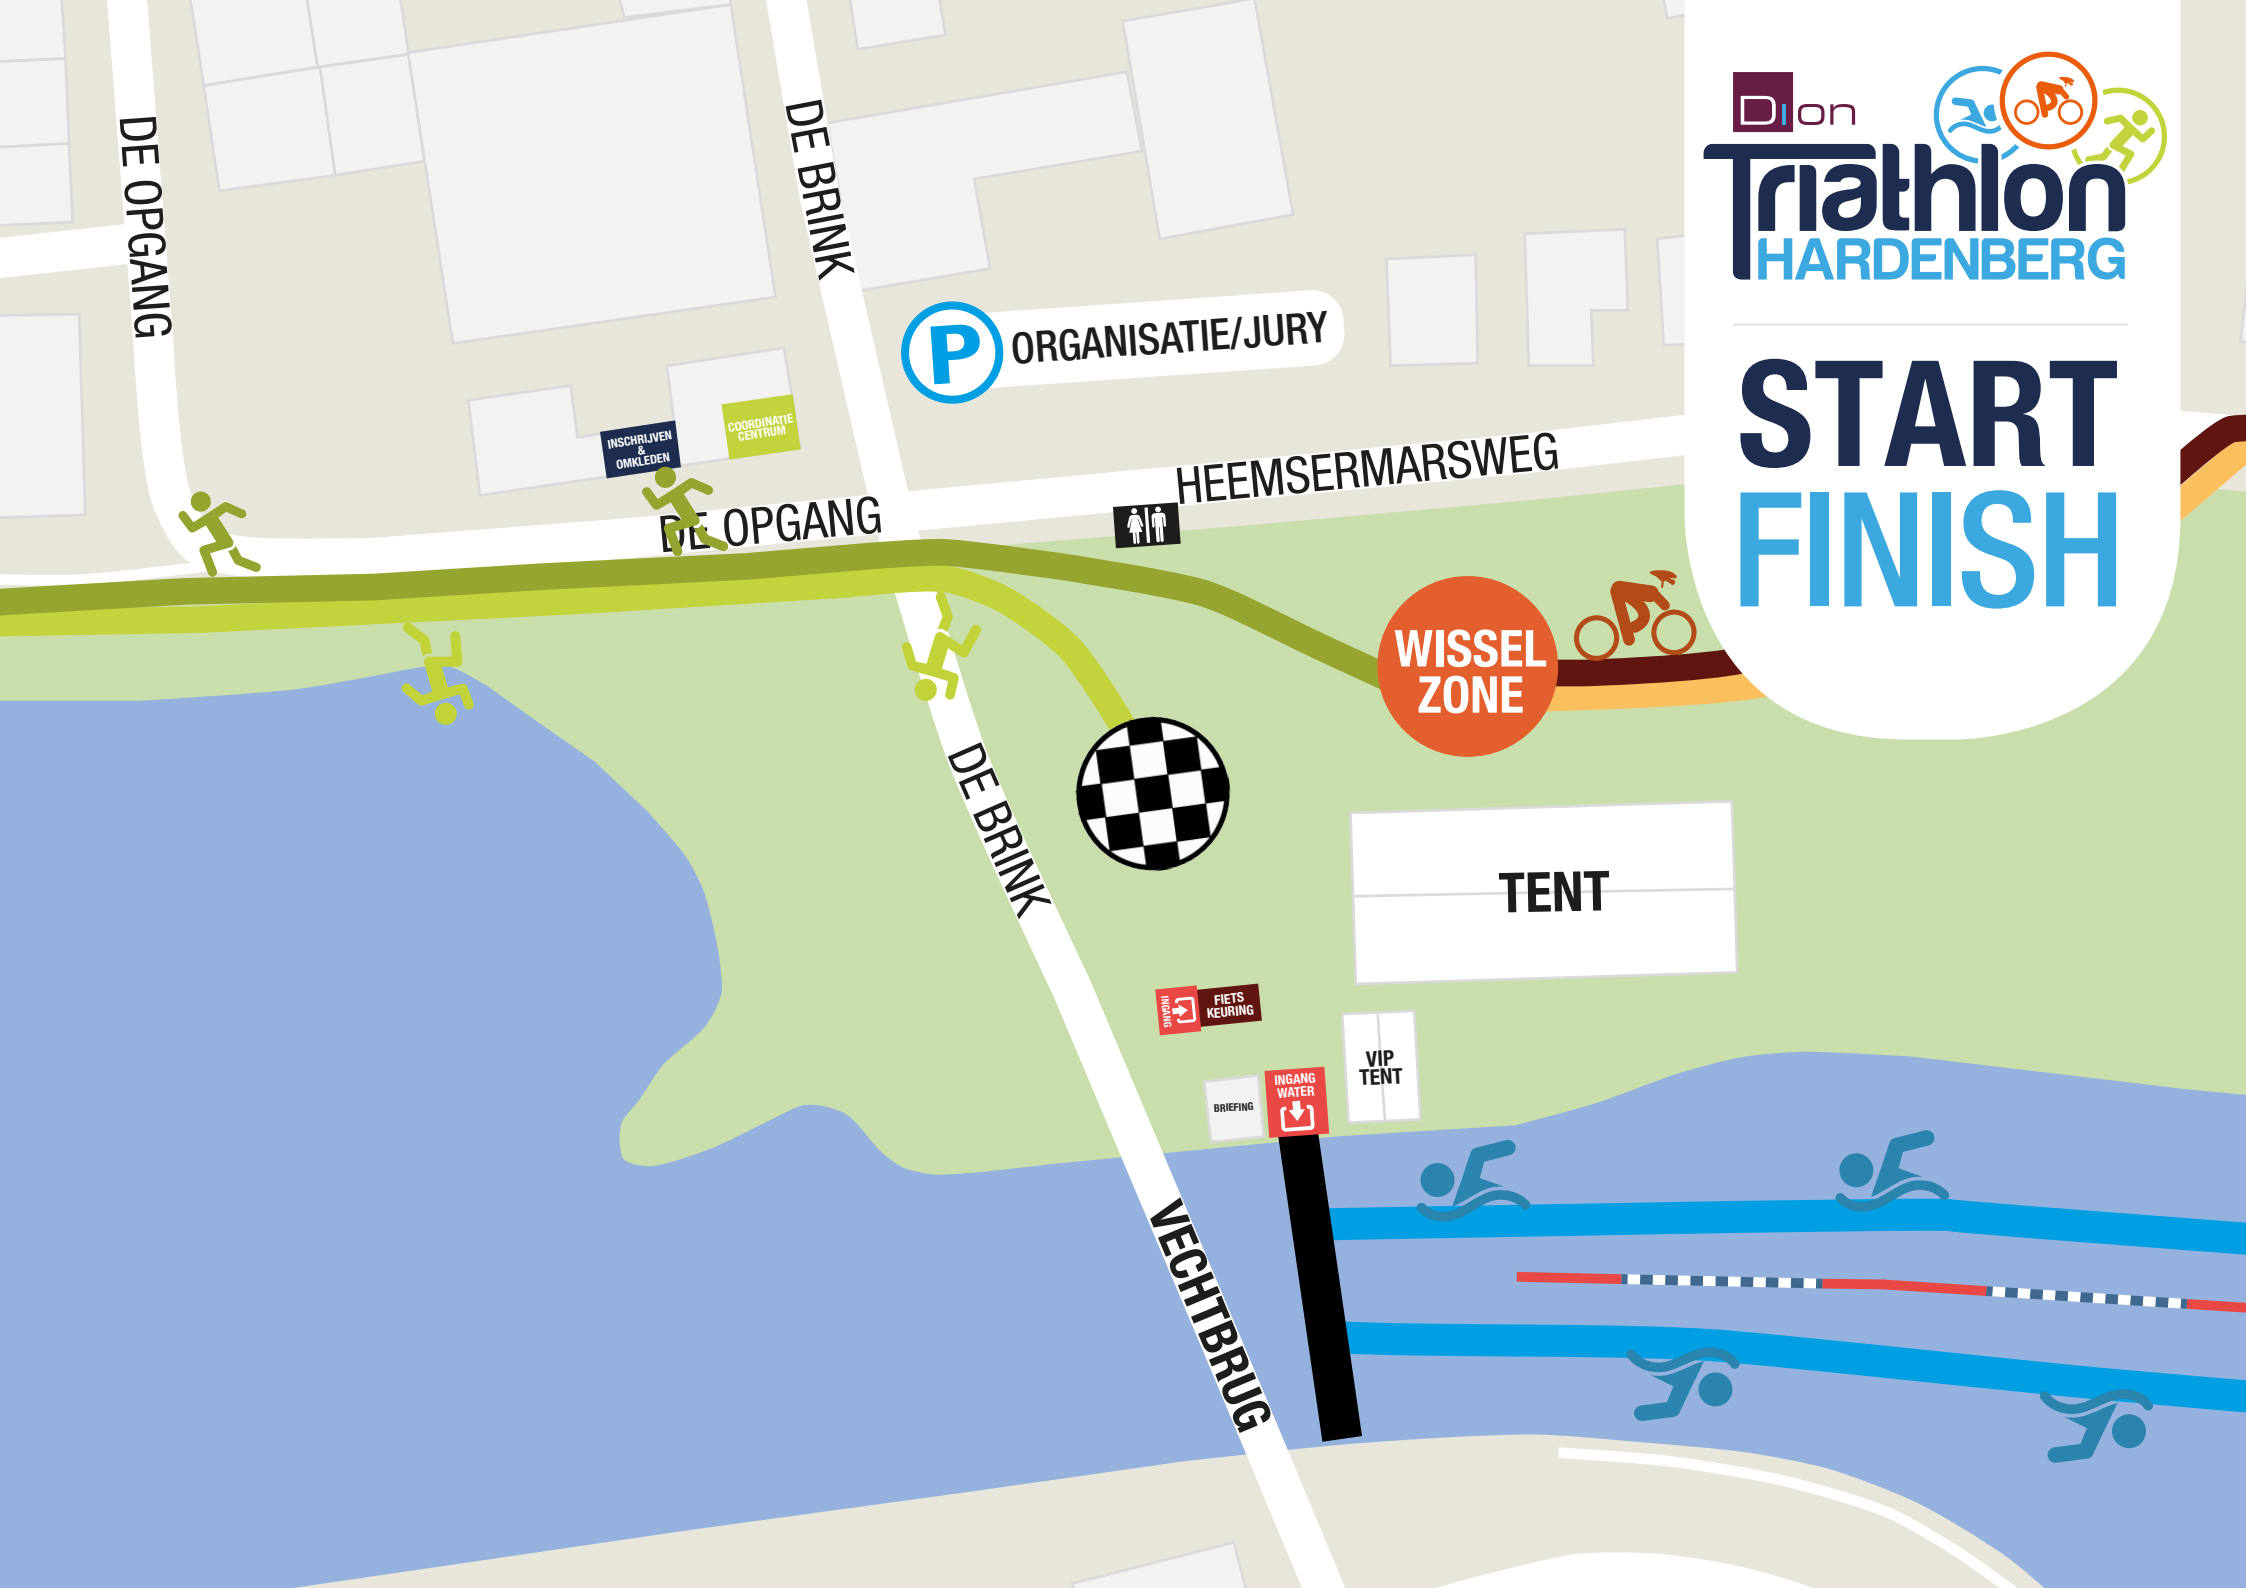 Dion
Triathlon
HARDENBERG
START
FINISH
DE OPGANG
DE BRINK
P
ORGANISATIE/JURY
INSCHRIJVEN
&
OMKLEDEN
COORDINATIE
CENTRUM
HEEMSERMARSWEG
DE OPGANG
WISSEL
ZONE
DE BRINK
TENT
INGANG
FIETS
KEURING
VIP
TENT
INGANG
WATER
BRIEFING
VECHTBRUG